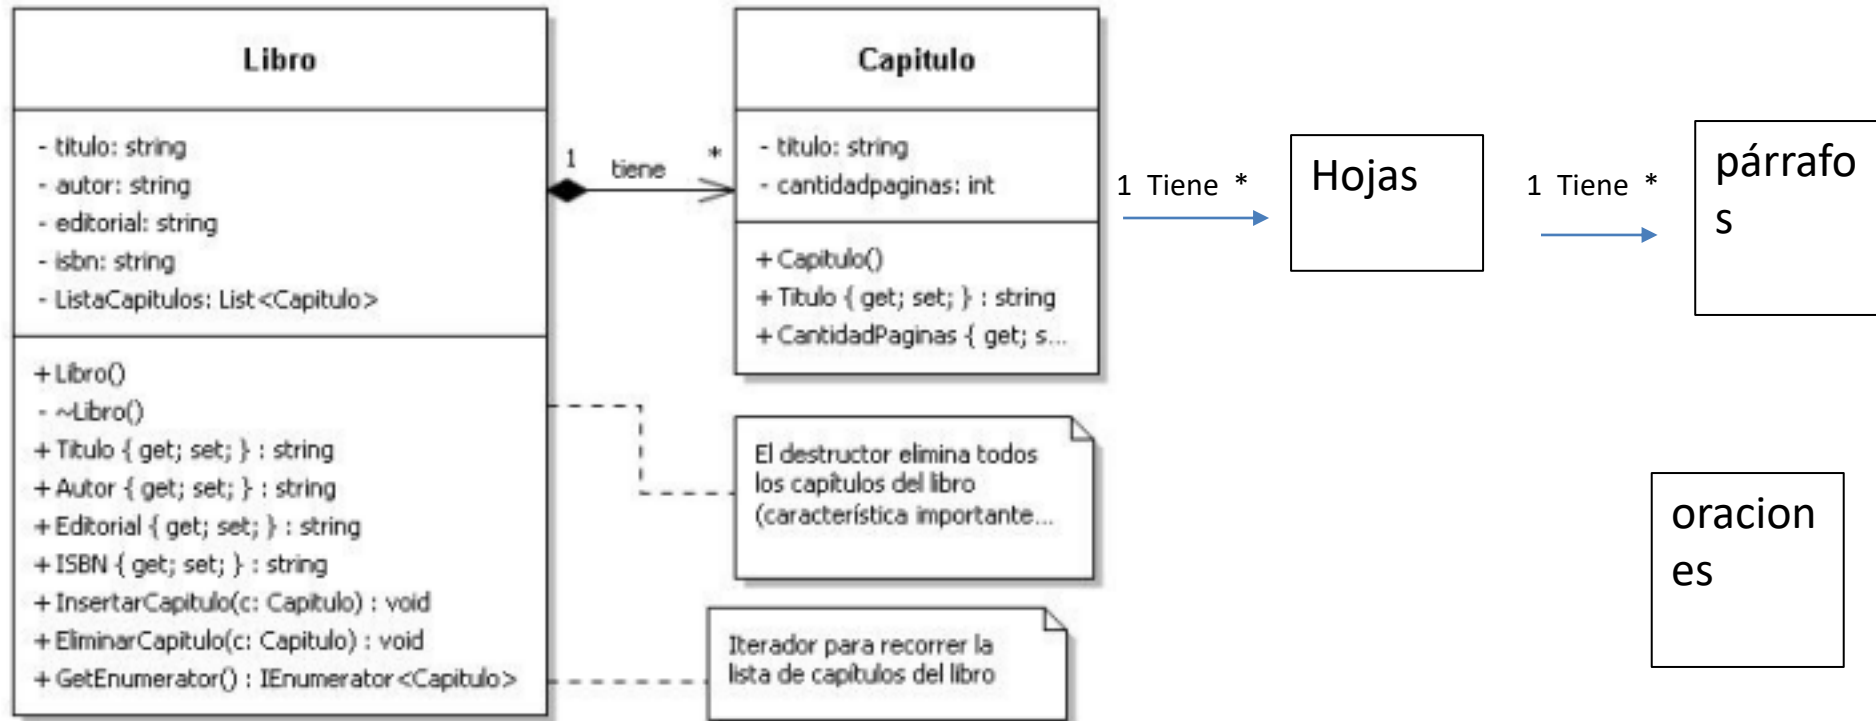 Libro
- titulo: string
- autor: string
- editorial: string
- isbn: string
- ListaCapitulos: List<Capitulo>
+ Libro()
- ~Libro()
+ Titulo { get; set; } : string
+ Autor { get; set; } : string
+ Editorial { get; set; } : string
+ ISBN { get; set; } : string
+ InsertarCapitulo(c: Capitulo) : void
+ EliminarCapitulo(c: Capitulo) : void
+ GetEnumerator() : IEnumerator<Capitulo>
1 tiene *
Capitulo
- titulo: string
- cantidadpaginas: int
+ Capitulo()
+ Titulo { get; set; } : string
+ CantidadPaginas { get; s...
El destructor elimina todos
los capítulos del libro
(característica importante...
Iterador para recorrer la
lista de capítulos del libro
1 Tiene *
Hojas
1 Tiene *
párrafo
s
oracion
es